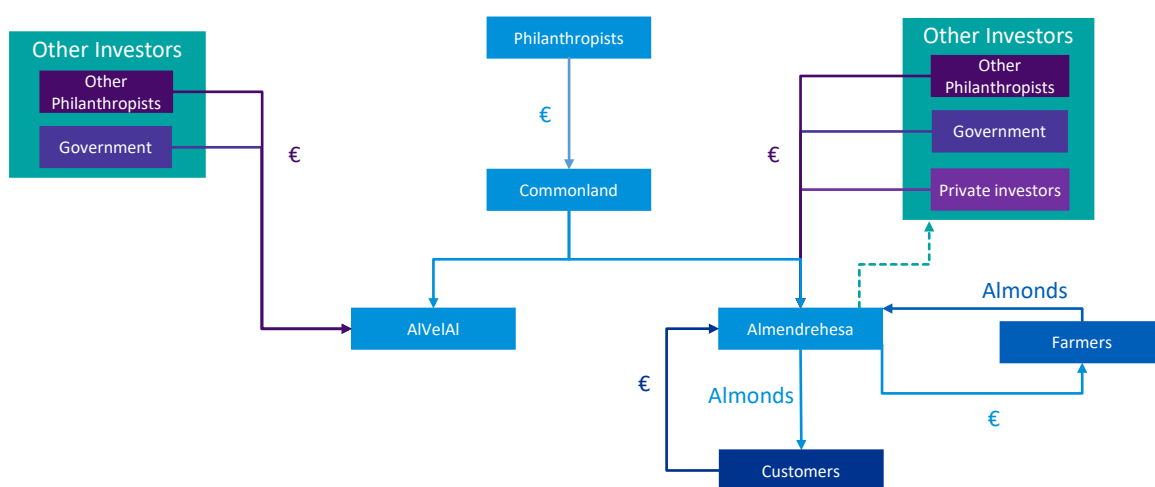 Other Investors
Other
Philanthropists
Government
€
Philanthropists
€
Commonland
Other Investors
Other
Philanthropists
Government
Private investors
€
AlVelAl
Almendrehesa
Almonds
Farmers
€
€
Almonds
Customers